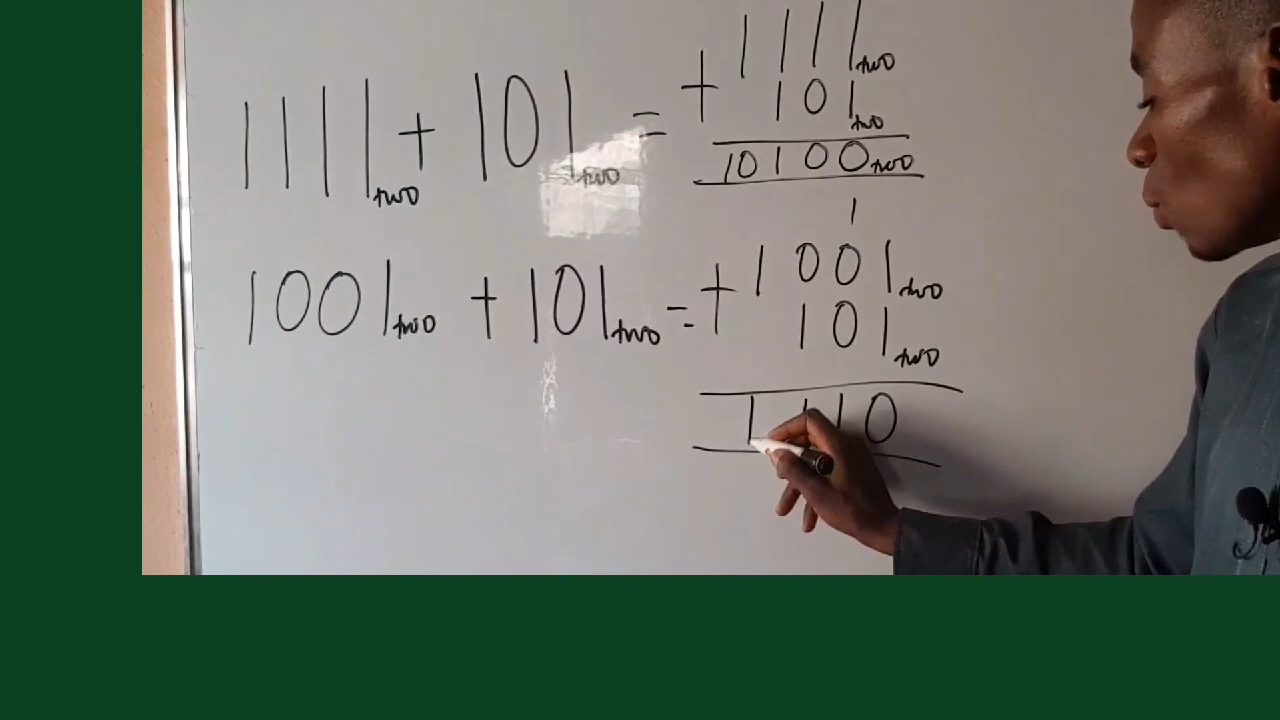 1111two + 101two = + 1111two
101two
10100two
1
1001two + 101two = + 1001two
101two
1110